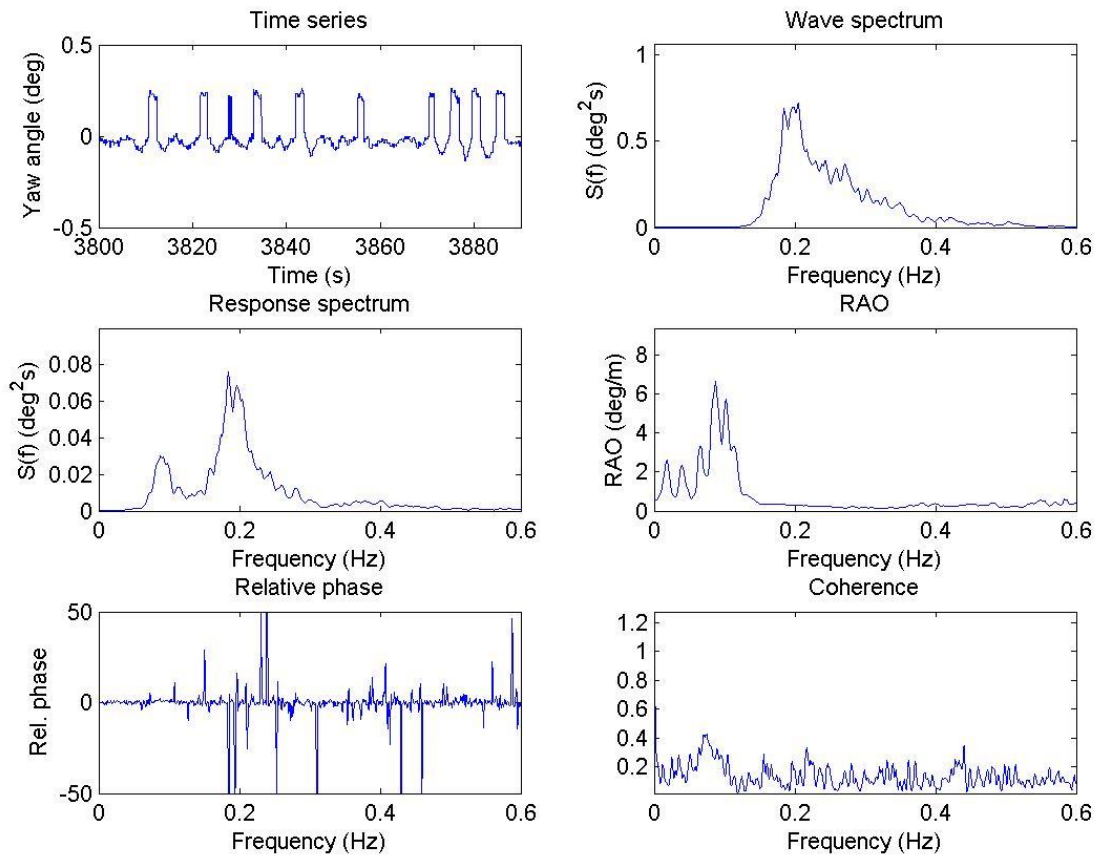 Time series
0.5
0
-0.5
Yaw angle (deg)
3800 3820 3840 3860 3880
Time (s)
Wave spectrum
1
0.5
0
S(f) (deg²s)
0 0.2 0.4 0.6
Frequency (Hz)
Response spectrum
0.08
0.06
0.04
0.02
0
S(f) (deg²s)
0 0.2 0.4 0.6
Frequency (Hz)
RAO
8
6
4
2
0
RAO (deg/m)
0 0.2 0.4 0.6
Frequency (Hz)
Relative phase
50
0
-50
Rel. phase
0 0.2 0.4 0.6
Frequency (Hz)
Coherence
1.2
1
0.8
0.6
0.4
0.2
0 0.2 0.4 0.6
Frequency (Hz)